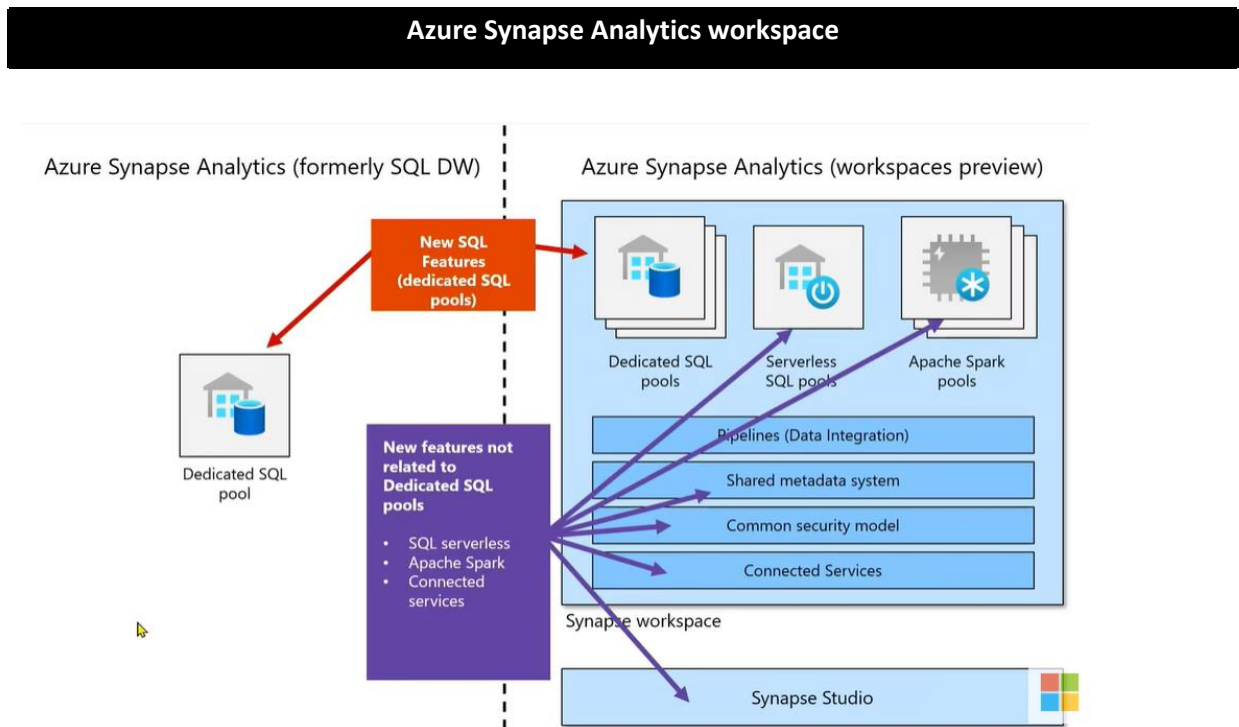 Azure Synapse Analytics workspace
Azure Synapse Analytics (formerly SQL DW)
Azure Synapse Analytics (workspaces preview)
New SQL
Features
(dedicated SQL
pools)
Dedicated SQL
pools
Serverless
SQL pools
Apache Spark
pools
Dedicated SQL
pool
New features not
related to
Dedicated SQL
pools
• SQL serverless
• Apache Spark
• Connected
services
Pipelines (Data Integration)
Shared metadata system
Common security model
Connected Services
Synapse workspace
Synapse Studio